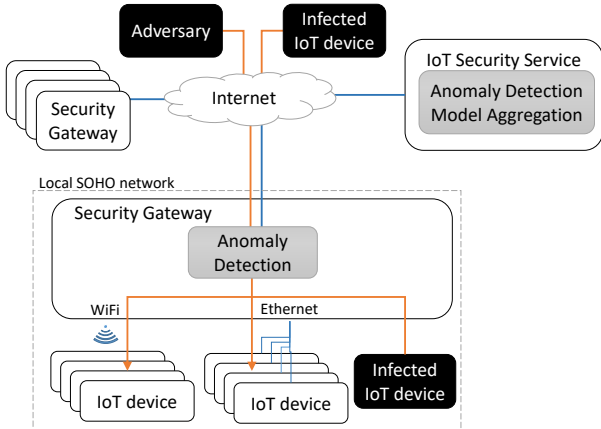 Adversary
Infected
IoT device
IoT Security Service
Anomaly Detection
Model Aggregation
Internet
Security
Gateway
Local SOHO network
Security Gateway
Anomaly
Detection
WiFi
Ethernet
IoT device
IoT device
Infected
IoT device